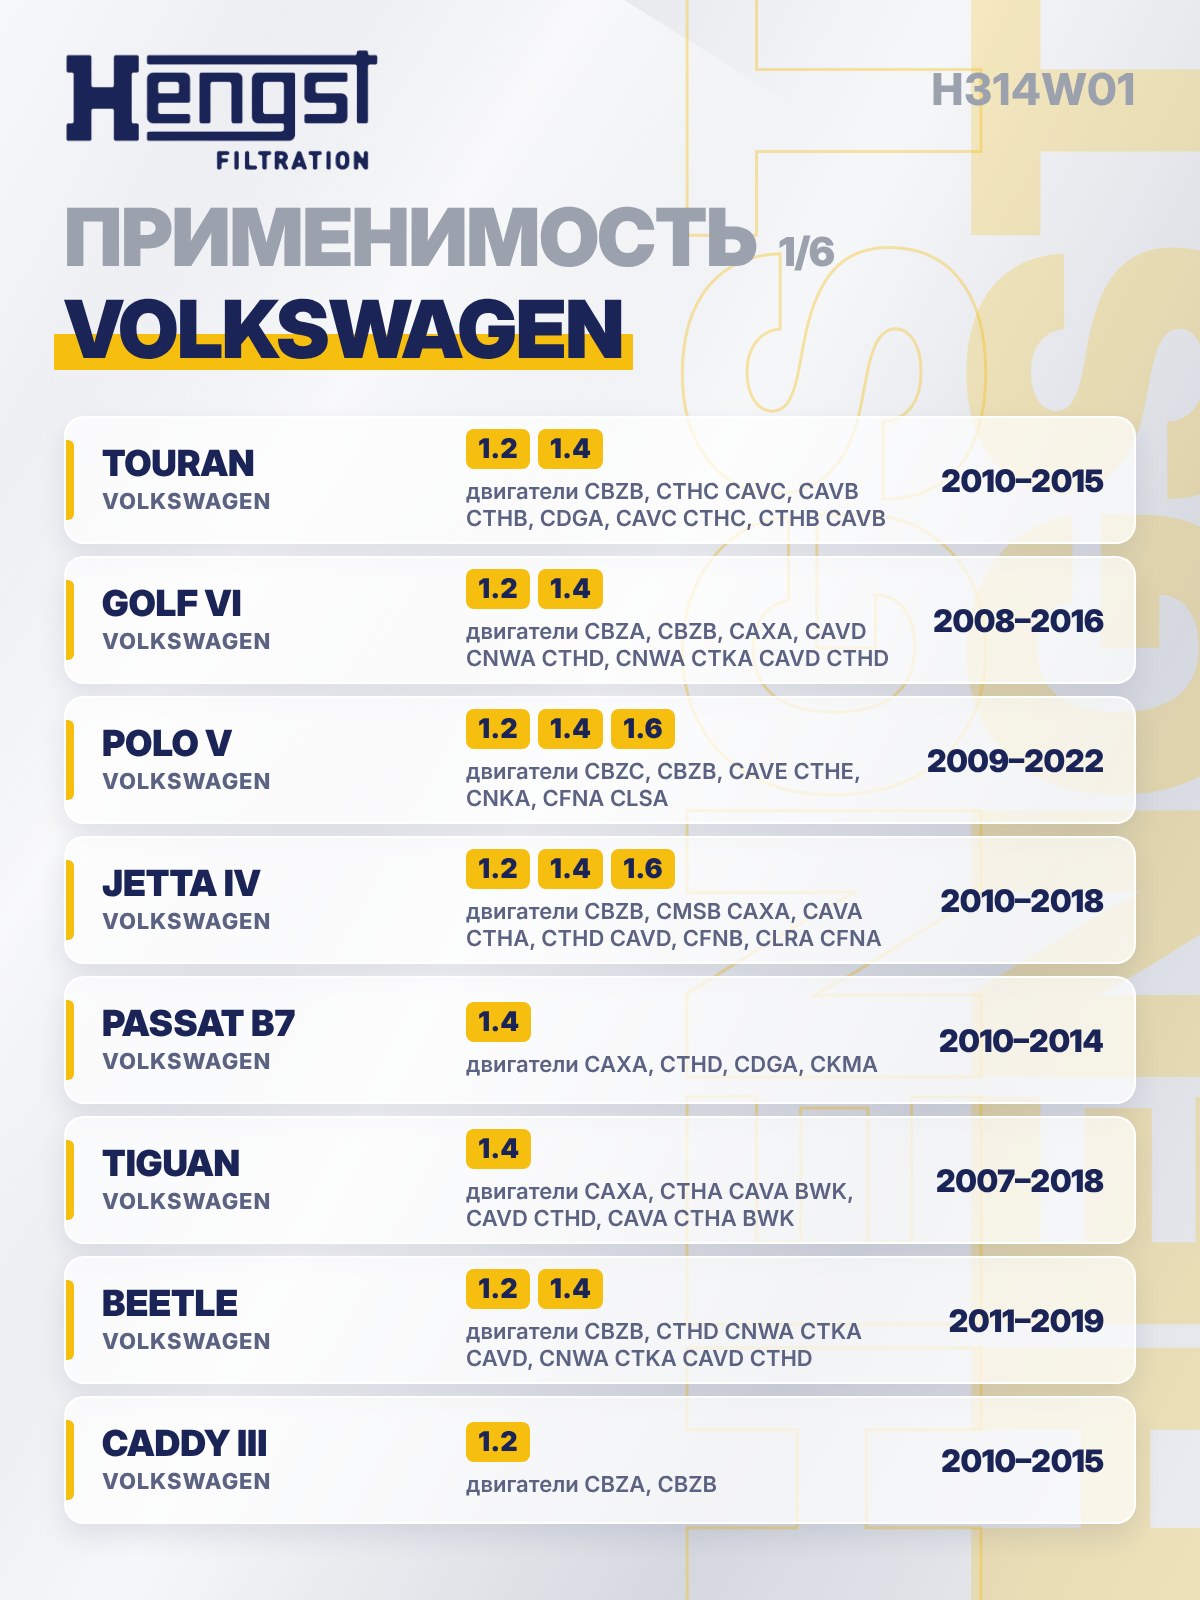 Hengst
FILTRATION
H314W01
ПРИМЕНИМОСТЬ 1/6
VOLKSWAGEN
TOURAN
VOLKSWAGEN
1.2 1.4
двигатели CBZB, CTHC CAVC, CAVB
CTHB, CDGA, CAVC CTHC, CTHB CAVB
2010–2015
GOLF VI
VOLKSWAGEN
1.2 1.4
двигатели CBZA, CBZB, CAXA, CAVD
CNWA CTHD, CNWA CTKA CAVD CTHD
2008–2016
POLO V
VOLKSWAGEN
1.2 1.4 1.6
двигатели CBZC, CBZB, CAVE CTHE,
CNKA, CFNA CLSA
2009–2022
JETTA IV
VOLKSWAGEN
1.2 1.4 1.6
двигатели CBZB, CMSB CAXA, CAVA
CTHA, CTHD CAVD, CFNB, CLRA CFNA
2010–2018
PASSAT B7
VOLKSWAGEN
1.4
двигатели CAXA, CTHD, CDGA, CKMA
2010–2014
TIGUAN
VOLKSWAGEN
1.4
двигатели CAXA, CTHA CAVA BWK,
CAVD CTHD, CAVA CTHA BWK
2007–2018
BEETLE
VOLKSWAGEN
1.2 1.4
двигатели CBZB, CTHD CNWA CTKA
CAVD, CNWA CTKA CAVD CTHD
2011–2019
CADDY III
VOLKSWAGEN
1.2
двигатели CBZA, CBZB
2010–2015
HENGST
HENGST